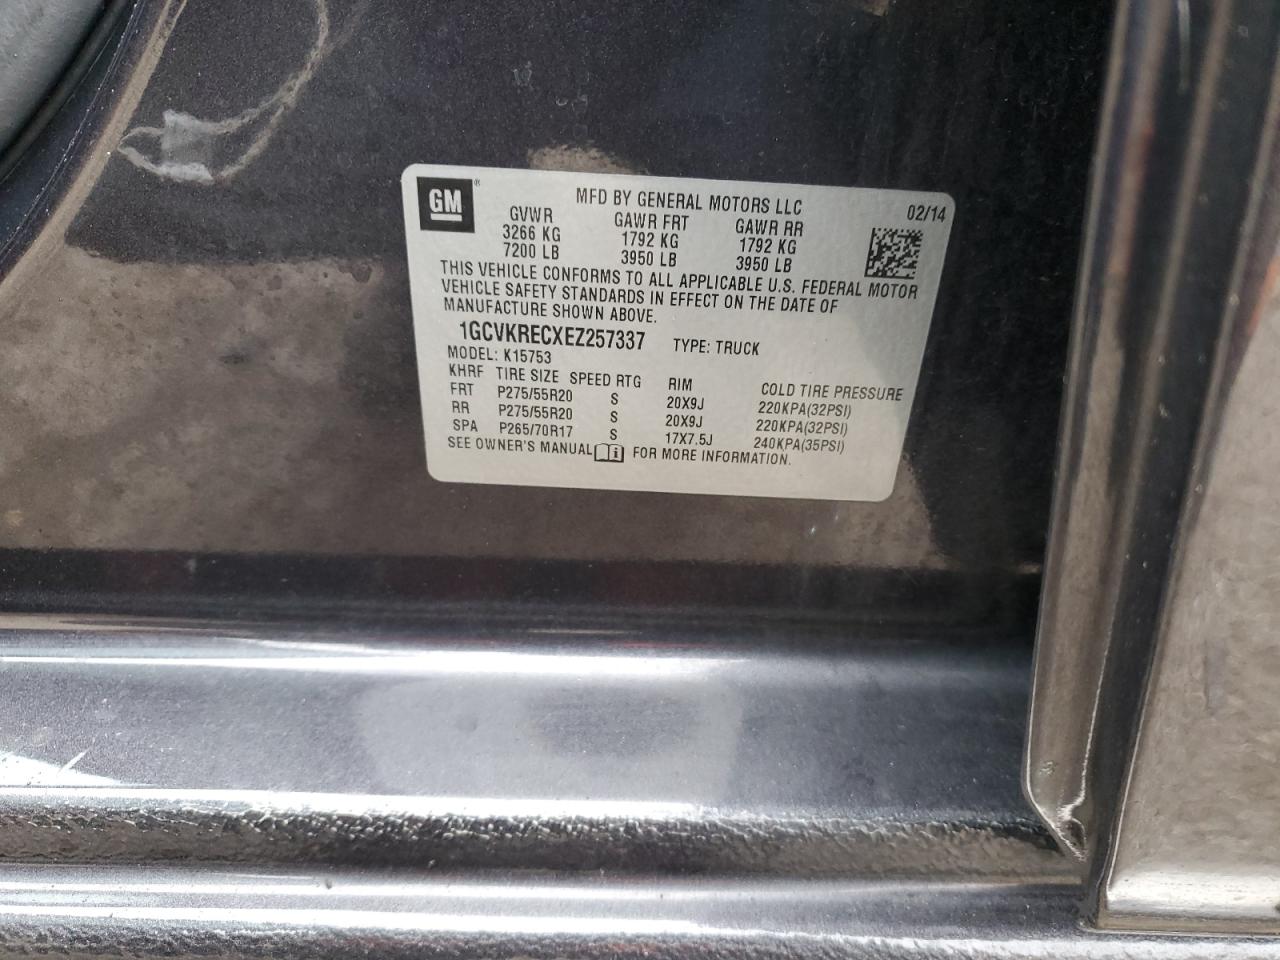 GM®
MFD BY GENERAL MOTORS LLC 02/14
GVWR GAWR FRT GAWR RR
3266 KG 1792 KG 1792 KG
7200 LB 3950 LB 3950 LB
THIS VEHICLE CONFORMS TO ALL APPLICABLE U.S. FEDERAL MOTOR
VEHICLE SAFETY STANDARDS IN EFFECT ON THE DATE OF
MANUFACTURE SHOWN ABOVE.
1GCVKRECXEZ257337 TYPE: TRUCK
MODEL: K15753
KHRF TIRE SIZE SPEED RTG RIM COLD TIRE PRESSURE
FRT P275/55R20 S 20X9J 220KPA(32PSI)
RR P275/55R20 S 20X9J 220KPA(32PSI)
SPA P265/70R17 S 17X7.5J 240KPA(35PSI)
SEE OWNER'S MANUAL i FOR MORE INFORMATION.